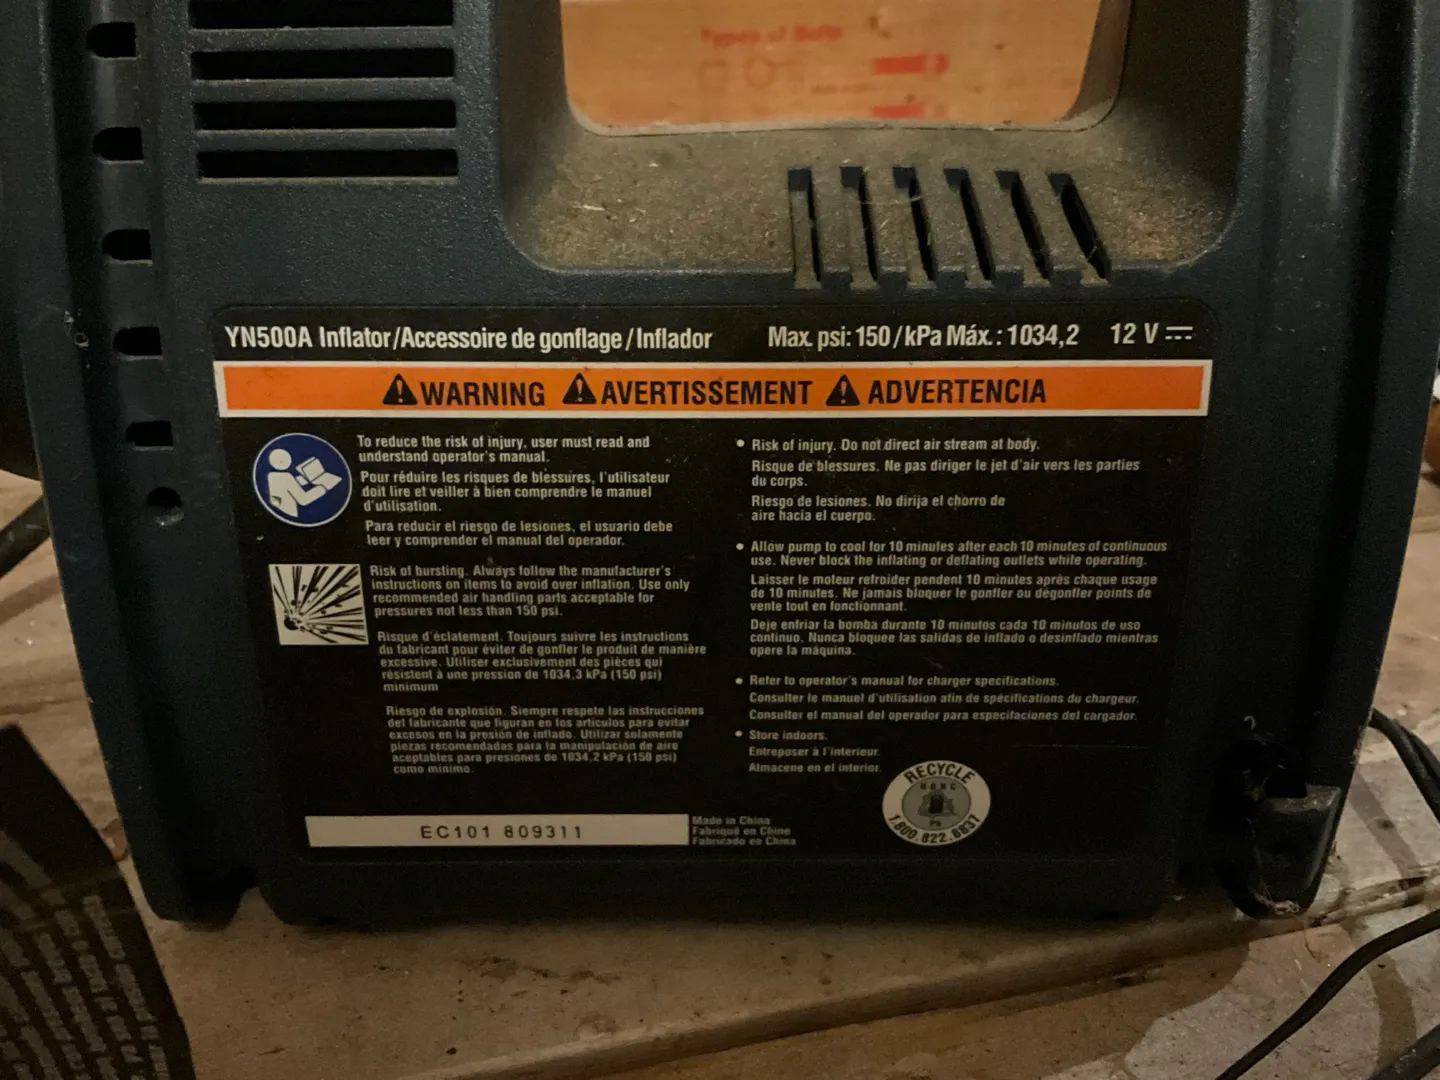 Types of Bolts
YN500A Inflator/Accessoire de gonflage/Inflador Max. psi: 150/kPa Máx.: 1034,2 12 V
WARNING AVERTISSEMENT ADVERTENCIA
To reduce the risk of injury, user must read and
understand operator's manual.
Pour réduire les risques de blessures, l'utilisateur
doit lire et veiller à bien comprendre le manuel
d'utilisation.
Para reducir el riesgo de lesiones, el usuario debe
leer y comprender el manual del operador.
Risk of bursting. Always follow the manufacturer's
instructions on items to avoid over inflation. Use only
recommended air handling parts acceptable for
pressures not less than 150 psi.
Risque d'éclatement. Toujours suivre les instructions
du fabricant pour éviter de gonfler le produit de manière
excessive. Utiliser exclusivement des pièces qui
résistent à une pression de 1034,3 kPa (150 psi)
minimum
Riesgo de explosión. Siempre respete las instrucciones
del fabricante que figuran en los artículos para evitar
excesos en la presión de inflado. Utilizar solamente
piezas recomendadas para la manipulación de aire
aceptables para presiones de 1034,2 kPa (150 psi)
como mínimo.
• Risk of injury. Do not direct air stream at body.
Risque de blessures. Ne pas diriger le jet d'air vers les parties
du corps.
Riesgo de lesiones. No dirija el chorro de
aire hacia el cuerpo.
• Allow pump to cool for 10 minutes after each 10 minutes of continuous
use. Never block the inflating or deflating outlets while operating.
Laisser le moteur refroidir pendent 10 minutes après chaque usage
de 10 minutes. Ne jamais bloquer le gonfler ou dégonfler points de
vente tout en fonctionnant.
Deje enfriar la bomba durante 10 minutos cada 10 minutos de uso
continuo. Nunca bloquee las salidas de inflado o desinflado mientras
opere la máquina.
• Refer to operator's manual for charger specifications.
Consulter le manuel d'utilisation afin de spécifications du chargeur.
Consulter el manual del operador para especificaciones del cargador.
• Store indoors.
Entreposer à l'interieur.
Almacene en el interior.
RECYCLE
RBRC
Pb
1.800.822.8837
EC101 809311
Made in China
Fabriqué en Chine
Fabricado en China